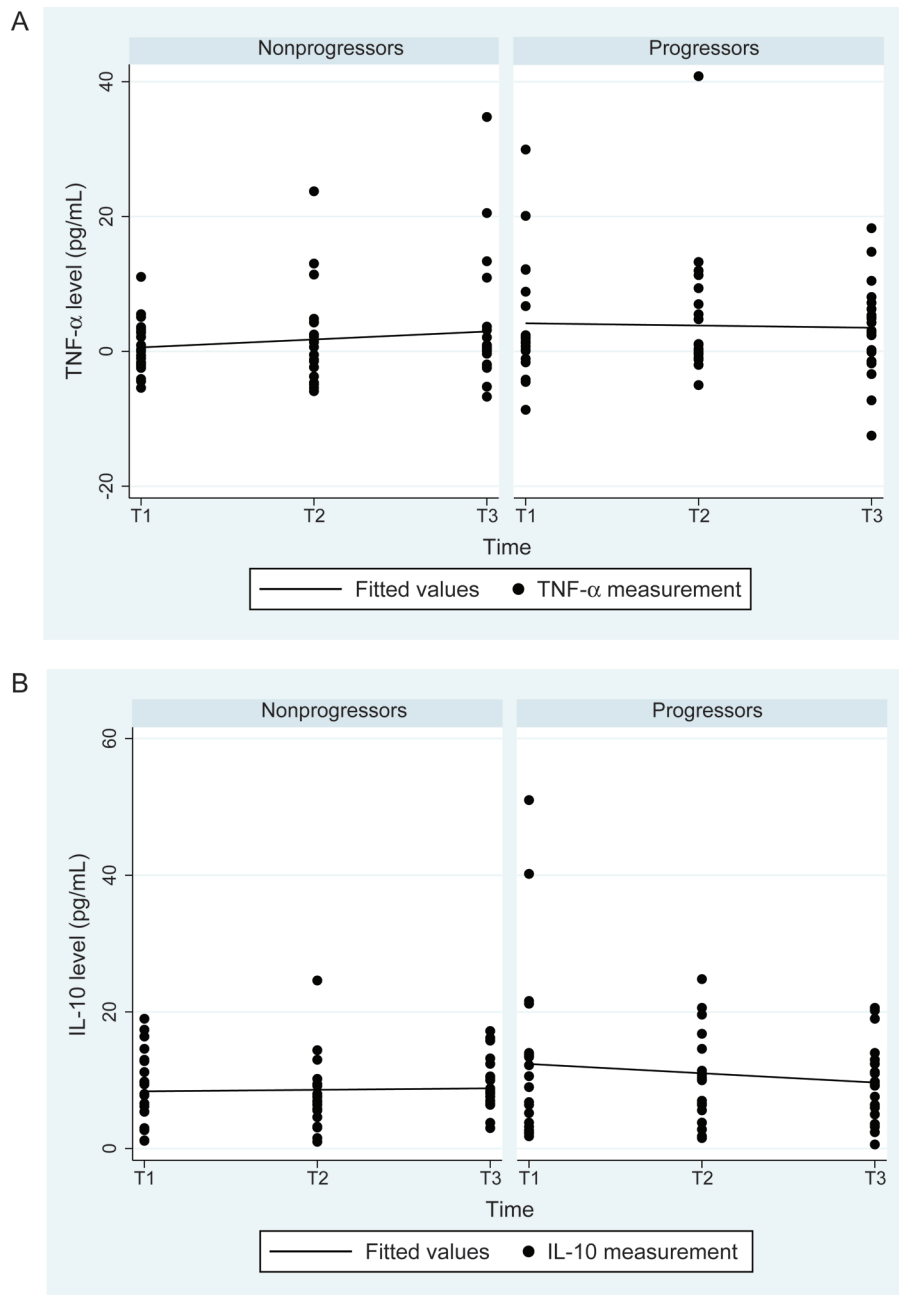 A
Nonprogressors Progressors
TNF-α level (pg/mL)
40
20
0
-20
T1 T2 T3 T1 T2 T3
Time
Fitted values TNF-α measurement
B
Nonprogressors Progressors
IL-10 level (pg/mL)
60
40
20
0
T1 T2 T3 T1 T2 T3
Time
Fitted values IL-10 measurement